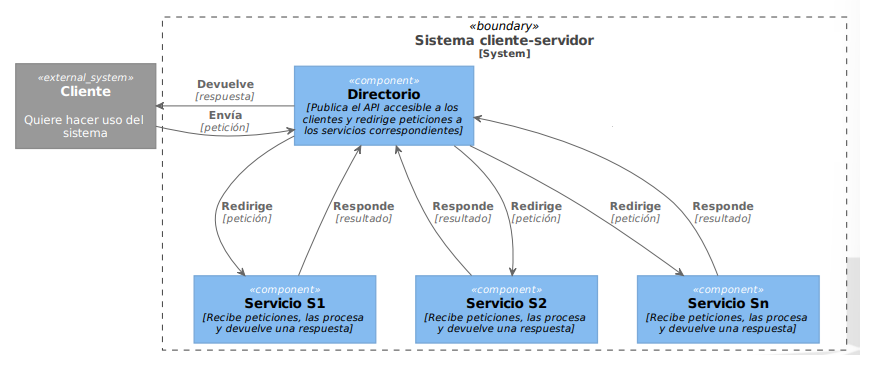 «boundary»
Sistema cliente-servidor
[System]
«external_system»
Cliente
Quiere hacer uso del
sistema
Devuelve
[respuesta]
Envía
[petición]
«component»
Directorio
[Publica el API accesible a los
clientes y redirige peticiones a
los servicios correspondientes]
Redirige
[petición]
Responde
[resultado]
Responde
[resultado]
Redirige
[petición]
Redirige
[petición]
Responde
[resultado]
«component»
Servicio S1
[Recibe peticiones, las procesa
y devuelve una respuesta]
«component»
Servicio S2
[Recibe peticiones, las procesa
y devuelve una respuesta]
«component»
Servicio Sn
[Recibe peticiones, las procesa
y devuelve una respuesta]